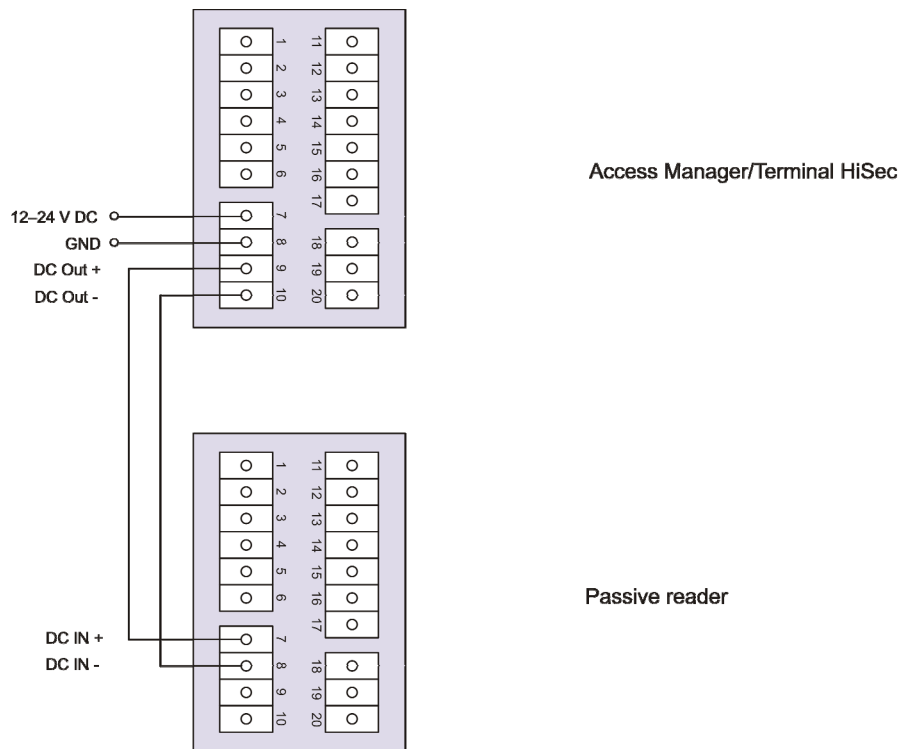 1 11
2 12
3 13
4 14
5 15
6 16
17
12–24 V DC 7
GND 8 18
DC Out + 9 19
DC Out - 10 20
Access Manager/Terminal HiSec
1 11
2 12
3 13
4 14
5 15
6 16
17
DC IN + 7
DC IN - 8 18
9 19
10 20
Passive reader